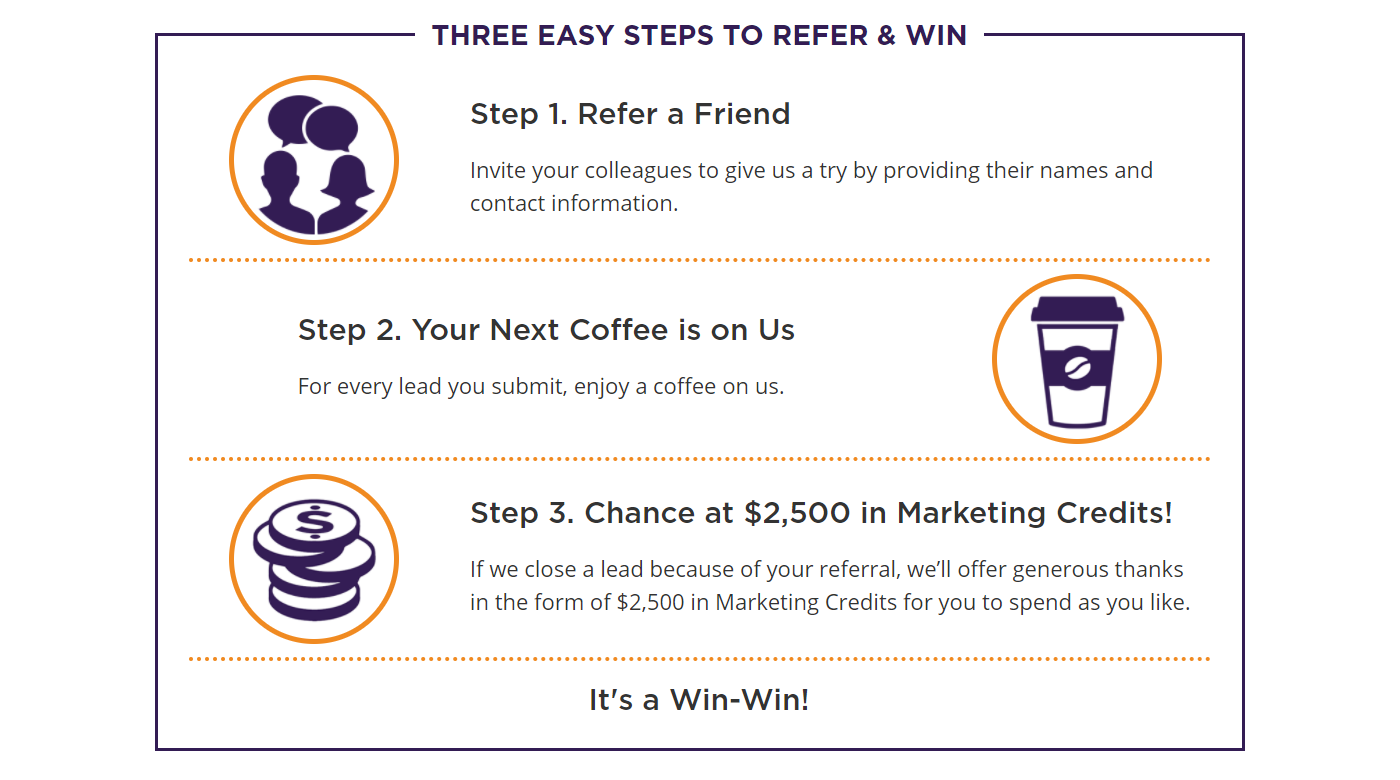 THREE EASY STEPS TO REFER & WIN
Step 1. Refer a Friend
Invite your colleagues to give us a try by providing their names and
contact information.
Step 2. Your Next Coffee is on Us
For every lead you submit, enjoy a coffee on us.
$
Step 3. Chance at $2,500 in Marketing Credits!
If we close a lead because of your referral, we’ll offer generous thanks
in the form of $2,500 in Marketing Credits for you to spend as you like.
It's a Win-Win!